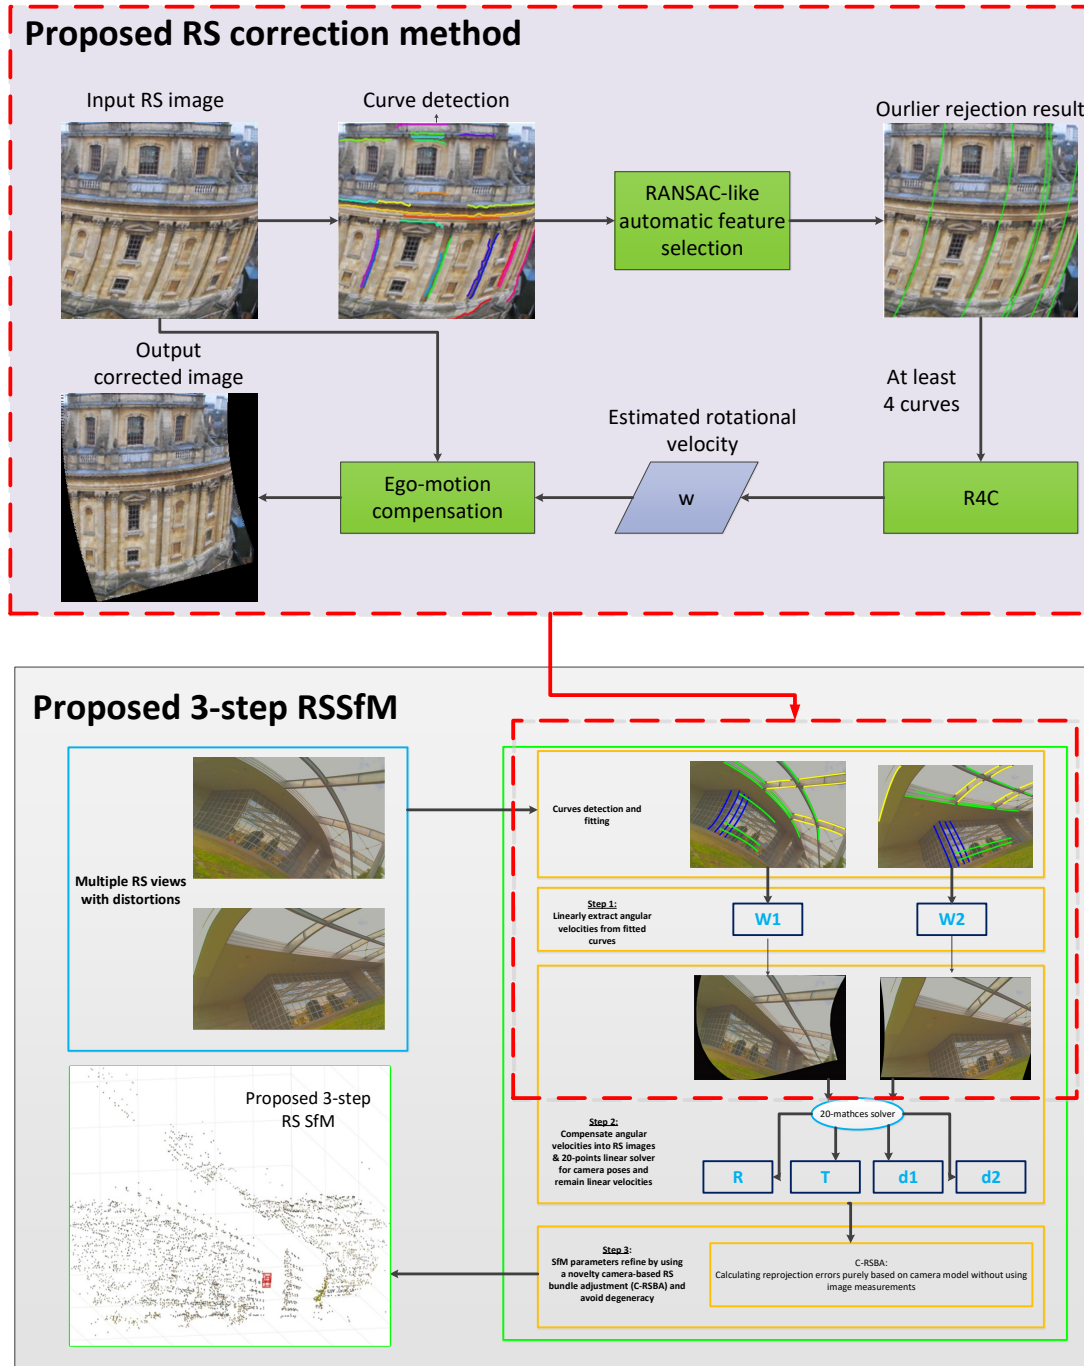 Proposed RS correction method
Input RS image
Curve detection
Ourlier rejection result
RANSAC-like
automatic feature
selection
Output
corrected image
At least
4 curves
Estimated rotational
velocity
Ego-motion
compensation
w
R4C
Proposed 3-step RSSfM
Multiple RS views
with distortions
Curves detection and
fitting
Step 1:
Linearly extract angular
velocities from fitted
curves
W1
W2
20-mathces solver
Step 2:
Compensate angular
velocities into RS images
& 20-points linear solver
for camera poses and
remain linear velocities
R
T
d1
d2
Proposed 3-step
RS SfM
Step 3:
SfM parameters refine by using
a novelty camera-based RS
bundle adjustment (C-RSBA) and
avoid degeneracy
C-RSBA:
Calculating reprojection errors purely based on camera model without using
image measurements